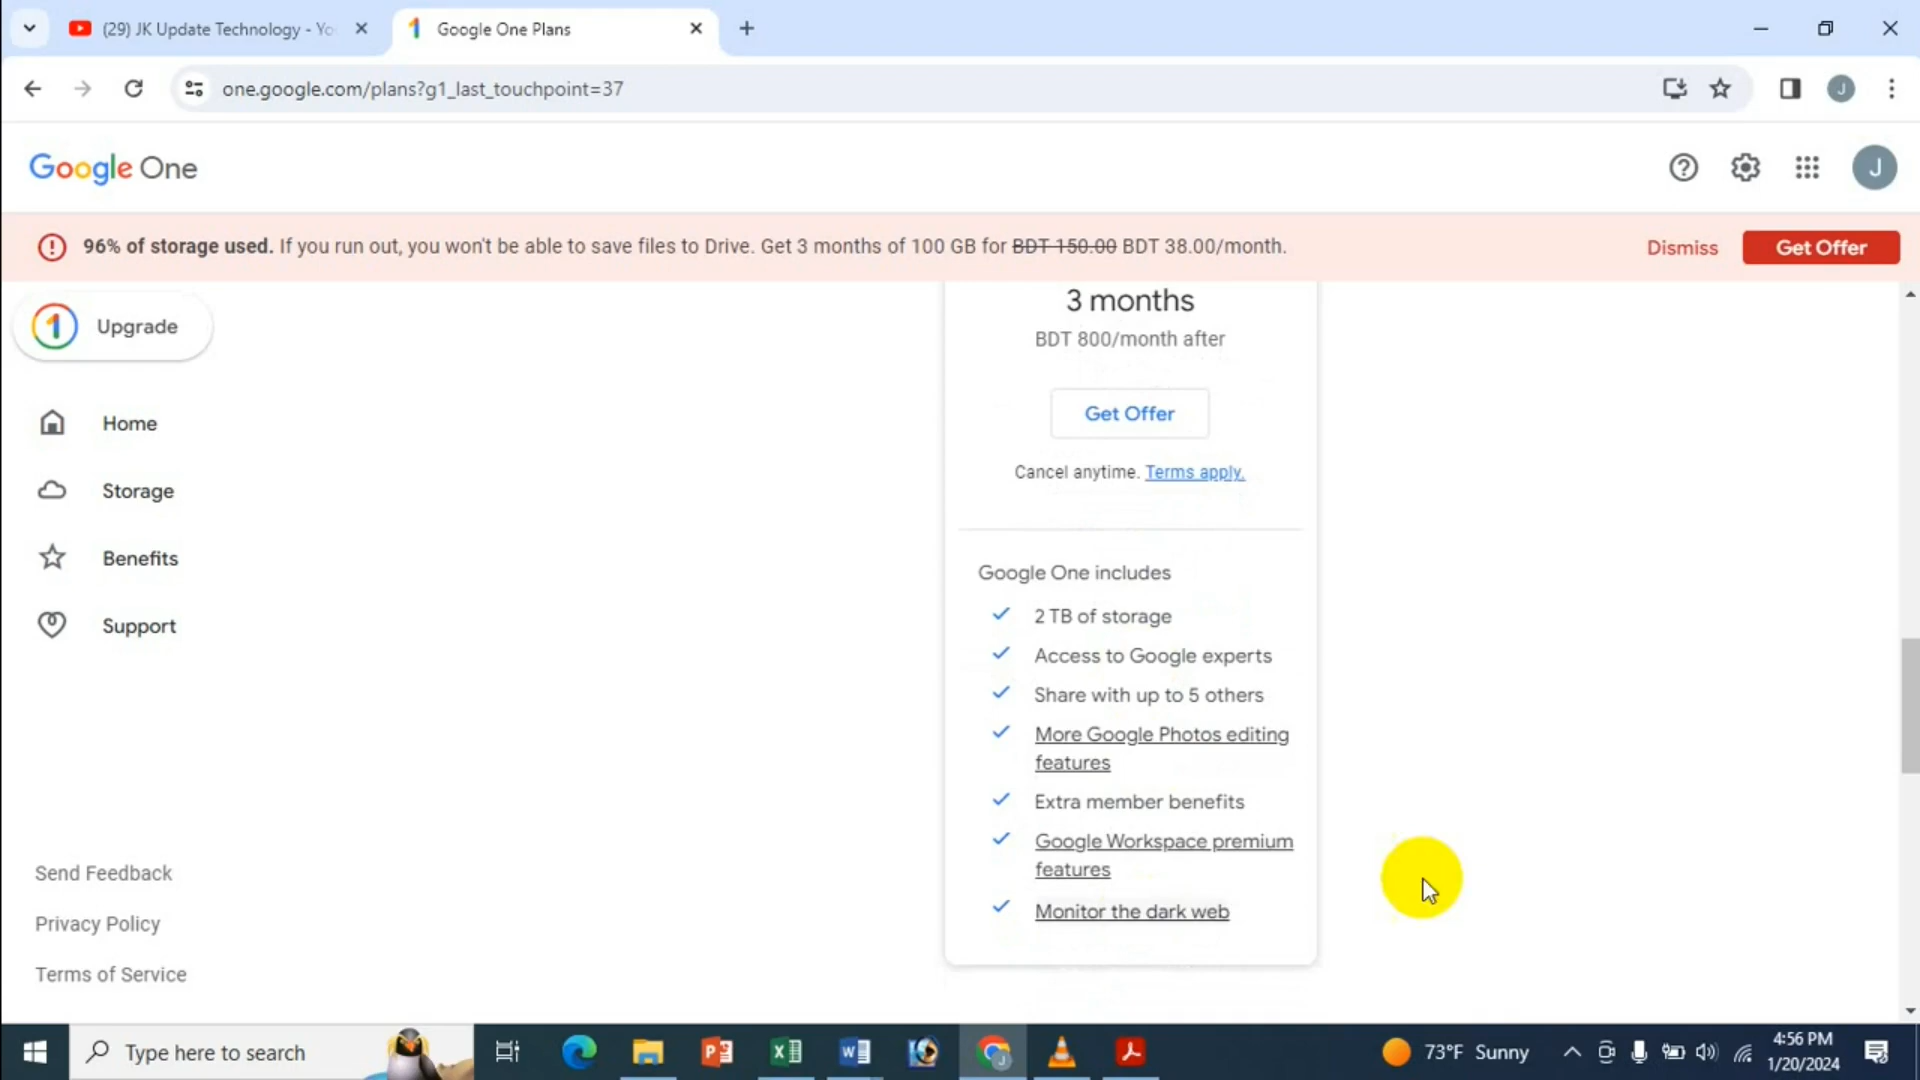 (29) JK Update Technology - Yo
Google One Plans
one.google.com/plans?g1_last_touchpoint=37
J
Google One
J
96% of storage used. If you run out, you won't be able to save files to Drive. Get 3 months of 100 GB for BDT 150.00 BDT 38.00/month.
Dismiss
Get Offer
Upgrade
Home
Storage
Benefits
Support
Send Feedback
Privacy Policy
Terms of Service
3 months
BDT 800/month after
Get Offer
Cancel anytime. Terms apply.
Google One includes
2 TB of storage
Access to Google experts
Share with up to 5 others
More Google Photos editing
features
Extra member benefits
Google Workspace premium
features
Monitor the dark web
Type here to search
73°F Sunny
4:56 PM
1/20/2024